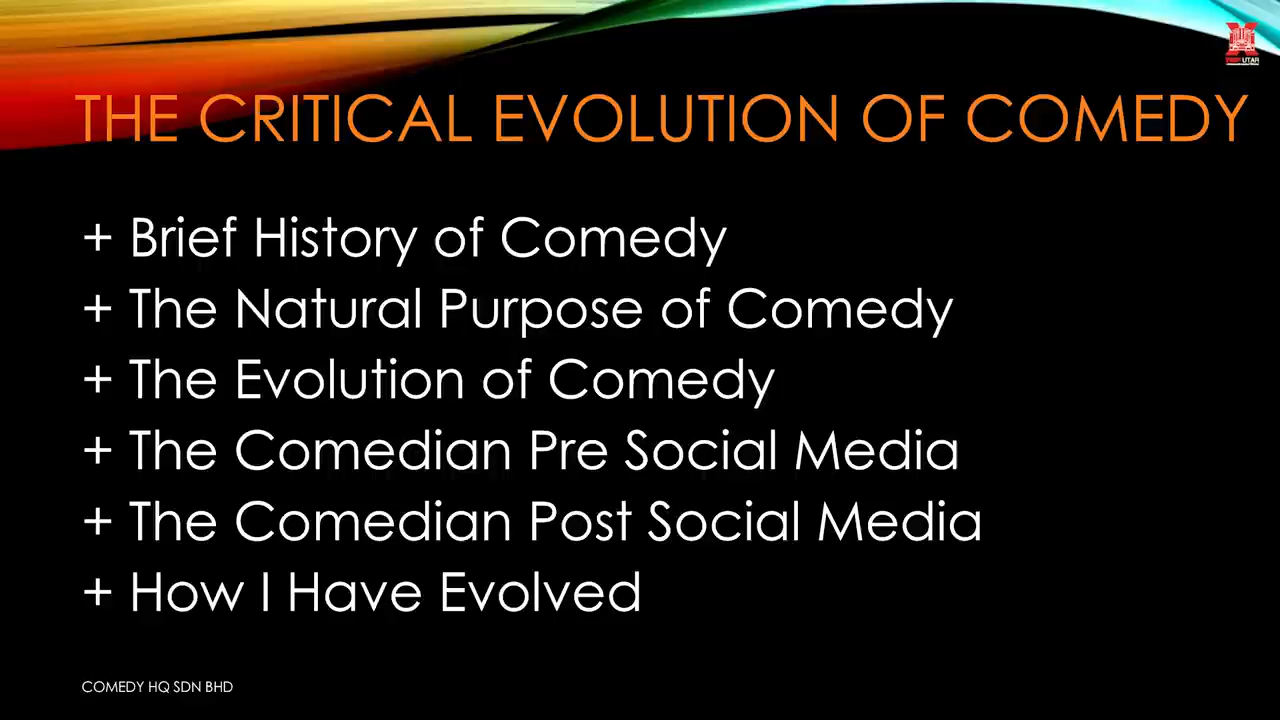 THE CRITICAL EVOLUTION OF COMEDY
+ Brief History of Comedy
+ The Natural Purpose of Comedy
+ The Evolution of Comedy
+ The Comedian Pre Social Media
+ The Comedian Post Social Media
+ How I Have Evolved
COMEDY HQ SDN BHD